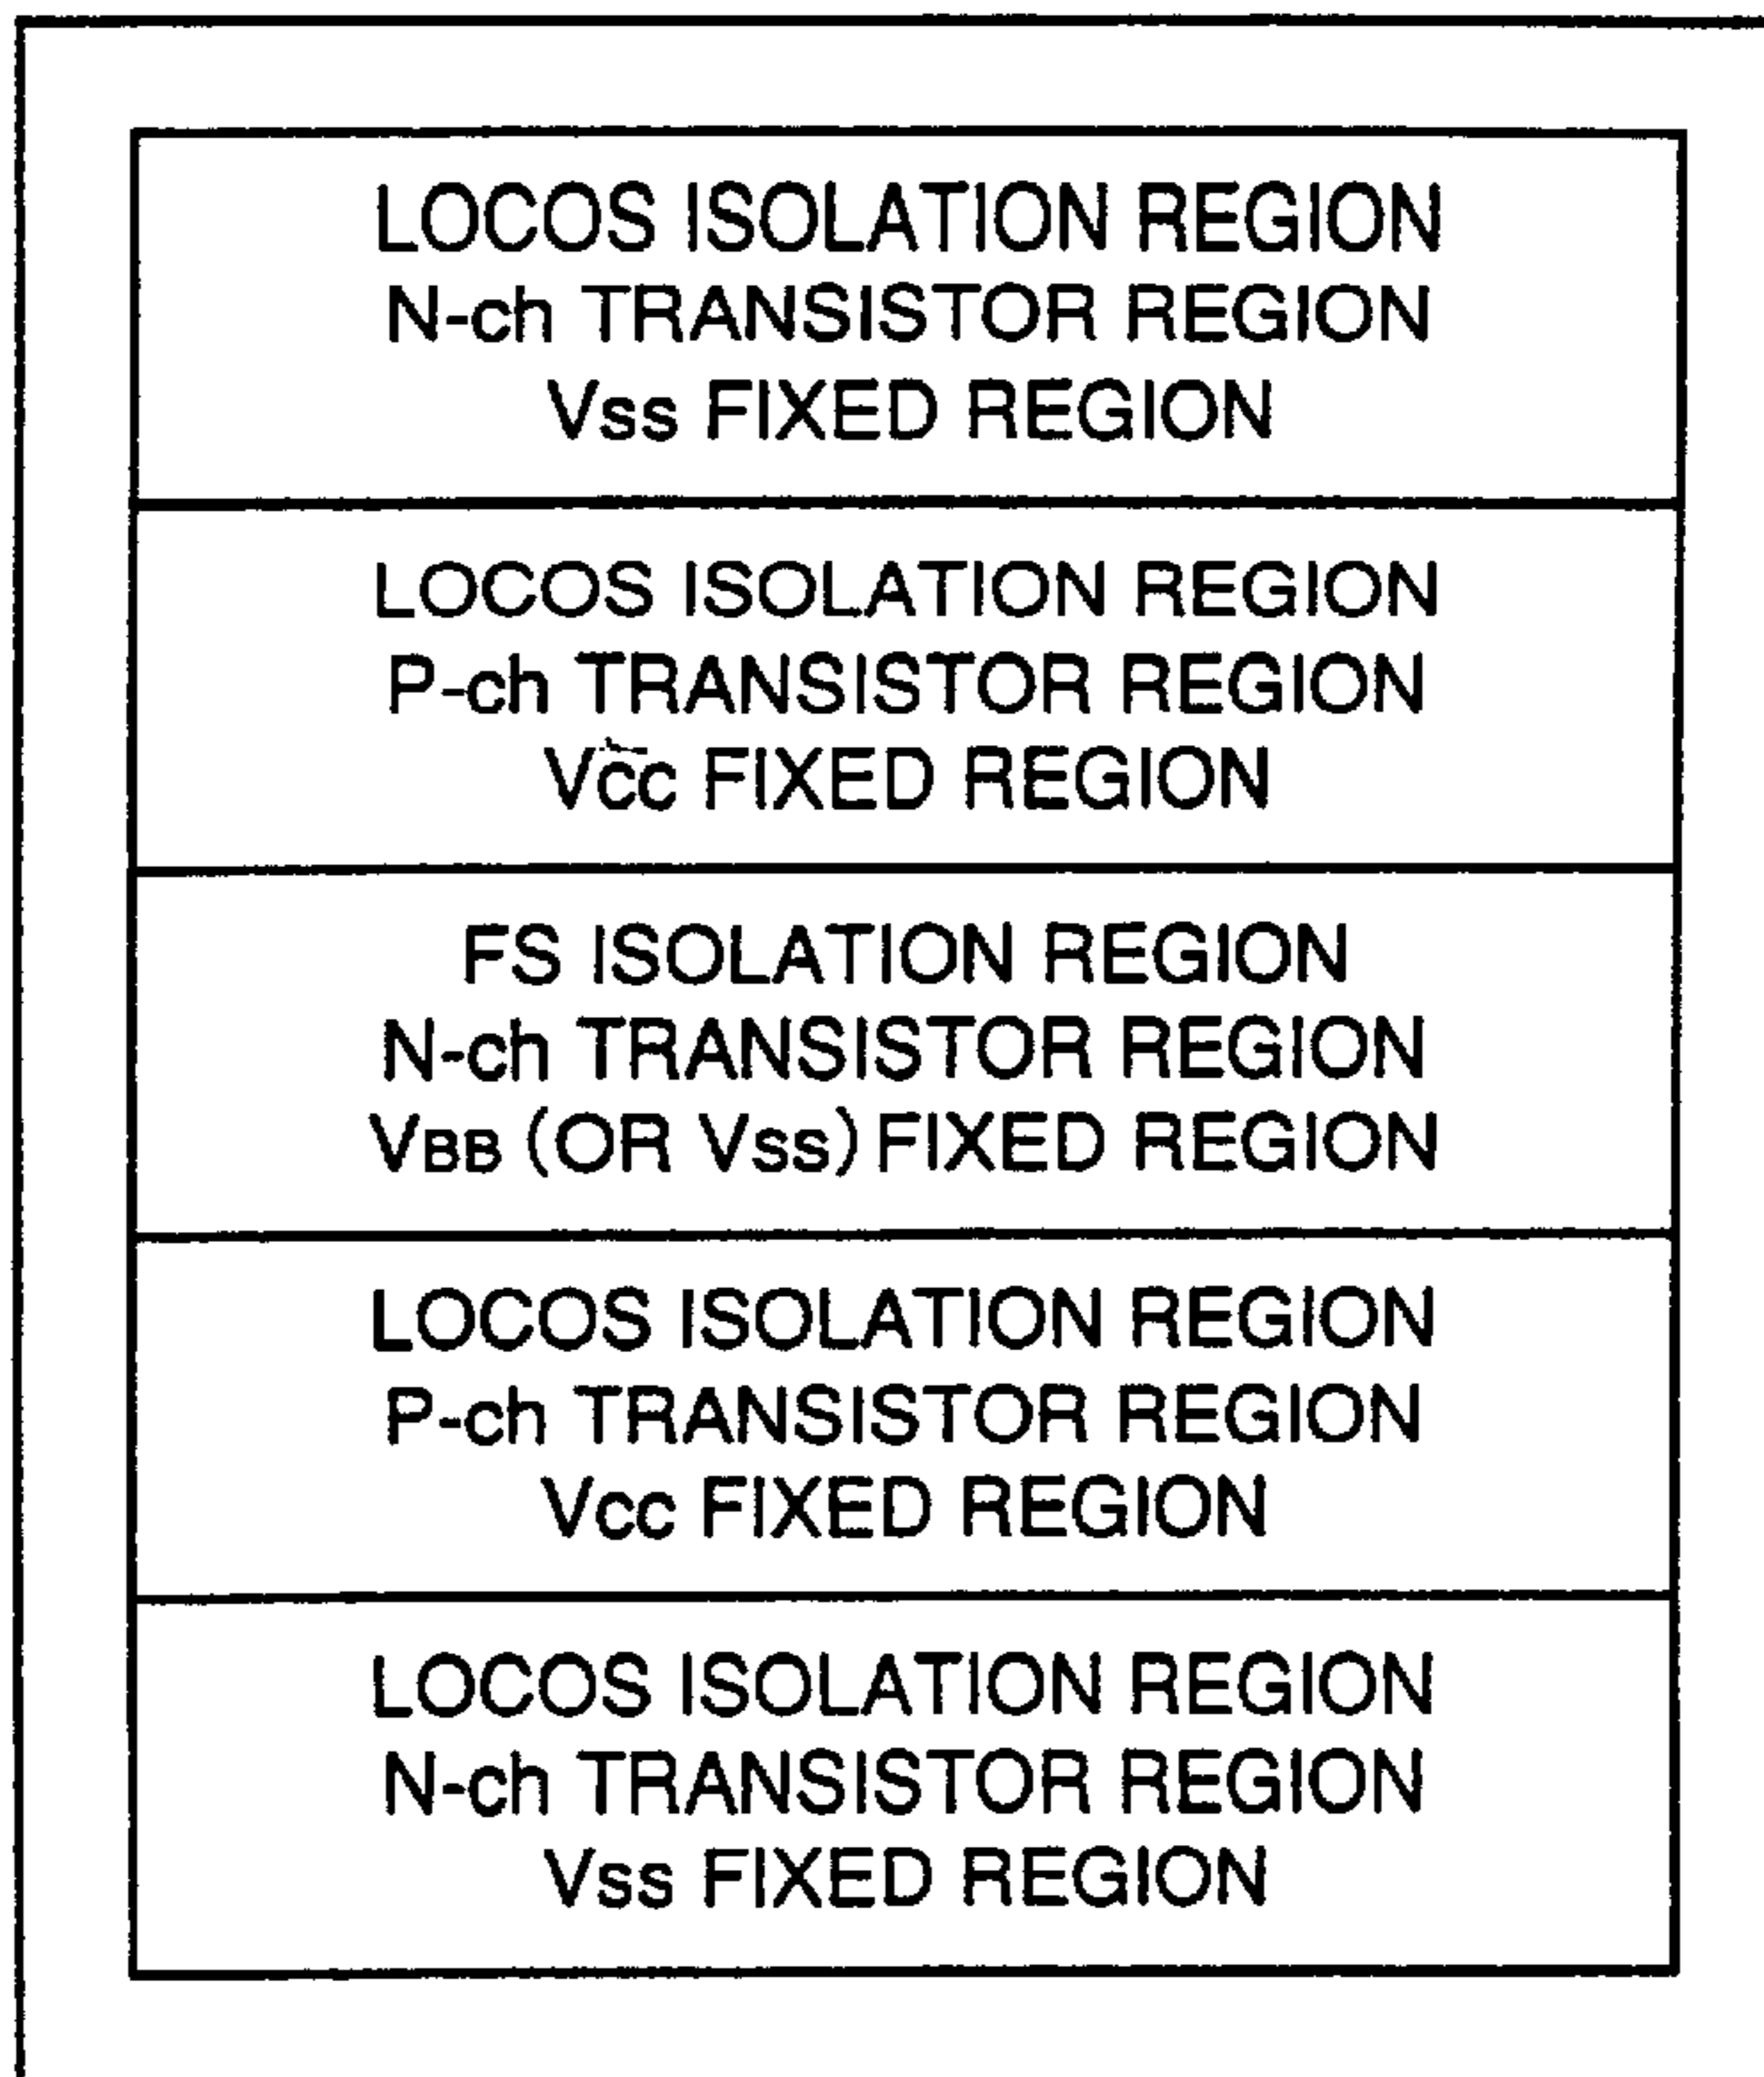 LOCOS ISOLATION REGION
N-ch TRANSISTOR REGION
Vss FIXED REGION
LOCOS ISOLATION REGION
P-ch TRANSISTOR REGION
Vcc FIXED REGION
FS ISOLATION REGION
N-ch TRANSISTOR REGION
VBB (OR Vss) FIXED REGION
LOCOS ISOLATION REGION
P-ch TRANSISTOR REGION
Vcc FIXED REGION
LOCOS ISOLATION REGION
N-ch TRANSISTOR REGION
Vss FIXED REGION